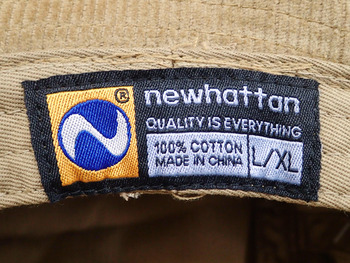 ®
newhattan
QUALITY IS EVERYTHING
100% COTTON
MADE IN CHINA
L/XL